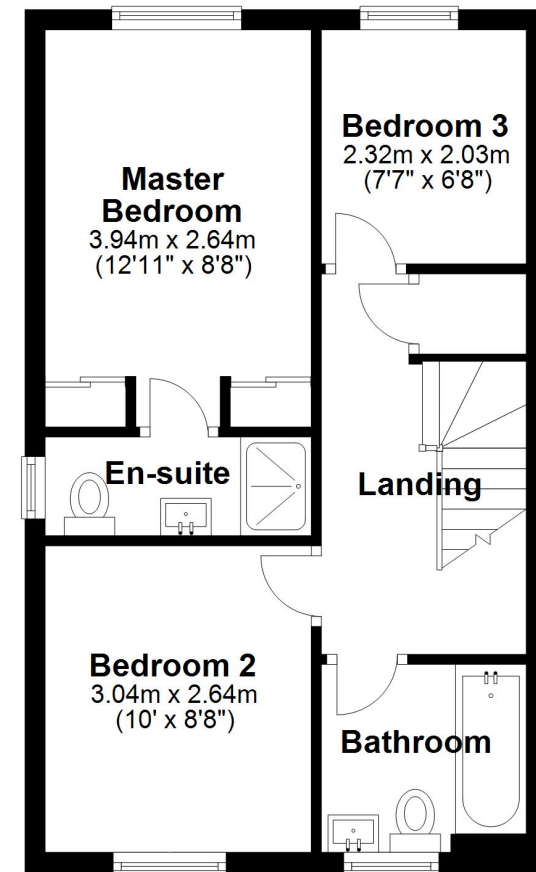 Bedroom 3
2.32m x 2.03m
(7'7" x 6'8")
Master
Bedroom
3.94m x 2.64m
(12'11" x 8'8")
En-suite
Landing
Bedroom 2
3.04m x 2.64m
(10' x 8'8")
Bathroom